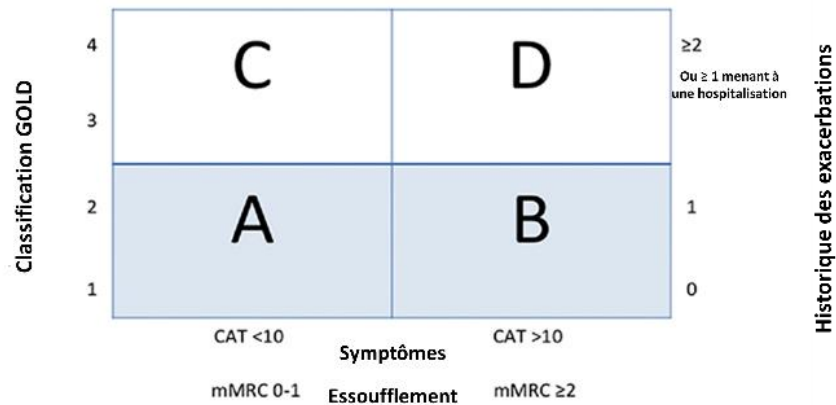 Classification GOLD
4
3
2
1
C
D
A
B
≥2
Ou ≥ 1 menant à
une hospitalisation
1
0
Historique des exacerbations
CAT <10
CAT >10
Symptômes
mMRC 0-1
mMRC ≥2
Essoufflement